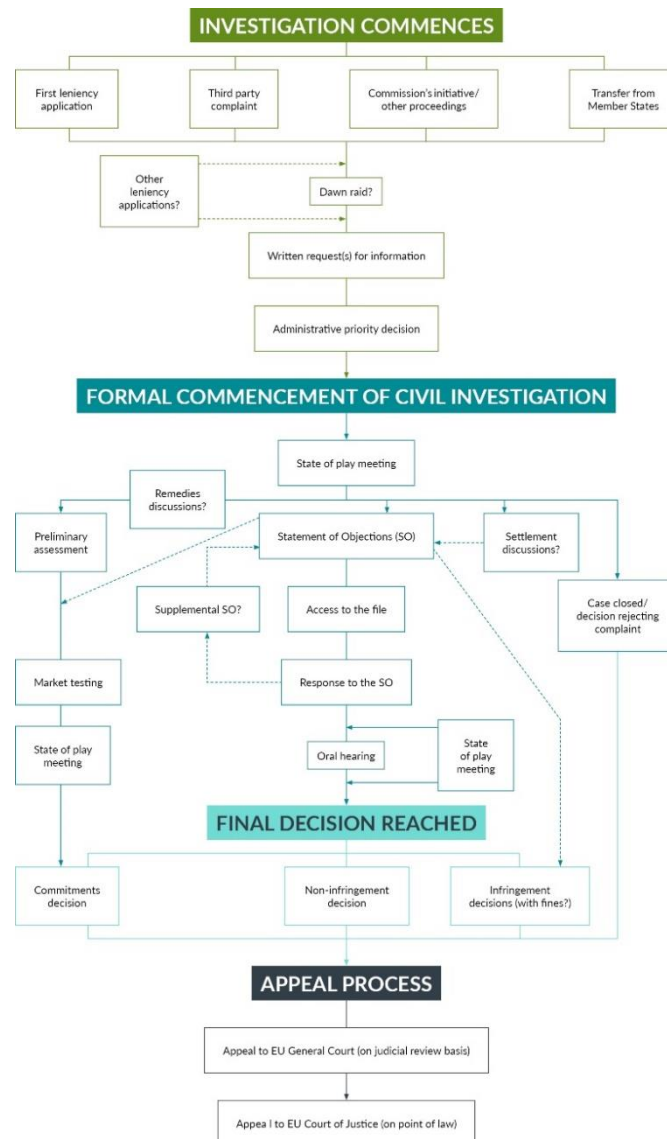 INVESTIGATION COMMENCES
First leniency
application
Third party
complaint
Commission's initiative/
other proceedings
Transfer from
Member States
Other
leniency
applications?
Dawn raid?
Written request(s) for information
Administrative priority decision
FORMAL COMMENCEMENT OF CIVIL INVESTIGATION
State of play meeting
Remedies
discussions?
Preliminary
assessment
Statement of Objections (SO)
Settlement
discussions?
Supplemental SO?
Access to the file
Case closed/
decision rejecting
complaint
Market testing
Response to the SO
State of play
meeting
Oral hearing
State
of play
meeting
FINAL DECISION REACHED
Commitments
decision
Non-infringement
decision
Infringement
decisions (with fines?)
APPEAL PROCESS
Appeal to EU General Court (on judicial review basis)
Appea l to EU Court of Justice (on point of law)